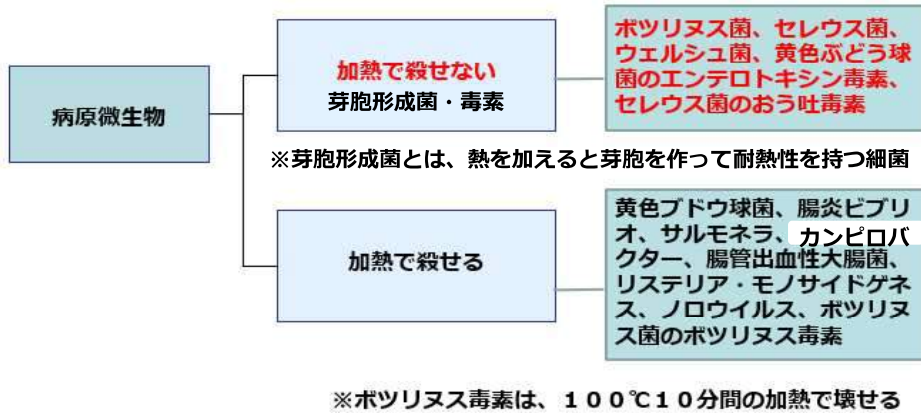 病原微生物
加熱で殺せない
芽胞形成菌・毒素
ボツリヌス菌、セレウス菌、
ウェルシュ菌、黄色ぶどう球
菌のエンテロトキシン毒素、
セレウス菌のおう吐毒素
※芽胞形成菌とは、熱を加えると芽胞を作って耐熱性を持つ細菌
加熱で殺せる
黄色ブドウ球菌、腸炎ビブリ
オ、サルモネラ、カンピロバ
クター、腸管出血性大腸菌、
リステリア・モノサイドゲネ
ス、ノロウイルス、ボツリヌ
ス菌のボツリヌス毒素
※ボツリヌス毒素は、１００℃１０分間の加熱で壊せる